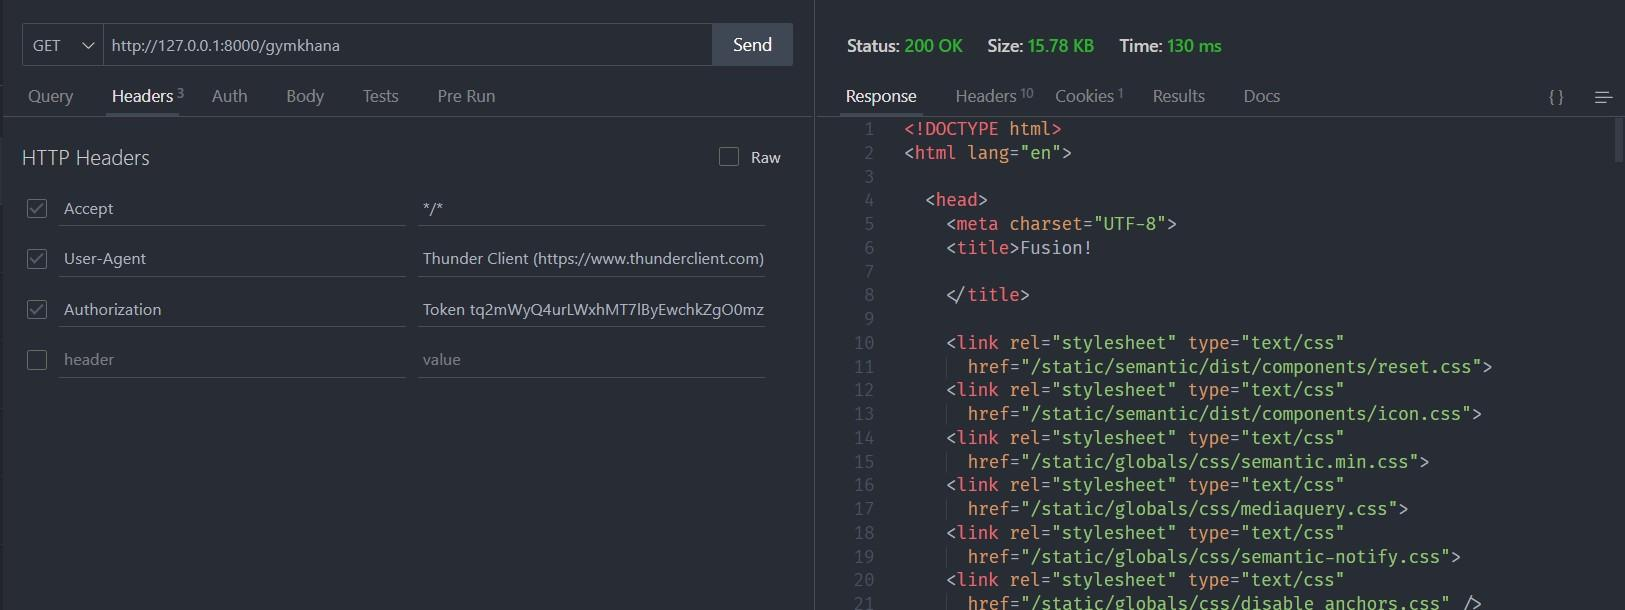 GET http://127.0.0.1:8000/gymkhana Send
Query Headers 3 Auth Body Tests Pre Run
HTTP Headers Raw
Accept */*
User-Agent Thunder Client (https://www.thunderclient.com)
Authorization Token tq2mWyQ4urLWxhMT7lByEwchkZgO0mz
header value
Status: 200 OK Size: 15.78 KB Time: 130 ms
Response Headers 10 Cookies 1 Results Docs {}
1 <!DOCTYPE html>
2 <html lang="en">
3
4 <head>
5 <meta charset="UTF-8">
6 <title>Fusion!
7
8 </title>
9
10 <link rel="stylesheet" type="text/css"
11 href="/static/semantic/dist/components/reset.css">
12 <link rel="stylesheet" type="text/css"
13 href="/static/semantic/dist/components/icon.css">
14 <link rel="stylesheet" type="text/css"
15 href="/static/globals/css/semantic.min.css">
16 <link rel="stylesheet" type="text/css"
17 href="/static/globals/css/mediaquery.css">
18 <link rel="stylesheet" type="text/css"
19 href="/static/globals/css/semantic-notify.css">
20 <link rel="stylesheet" type="text/css"
21 href="/static/globals/css/disable_anchors.css" />